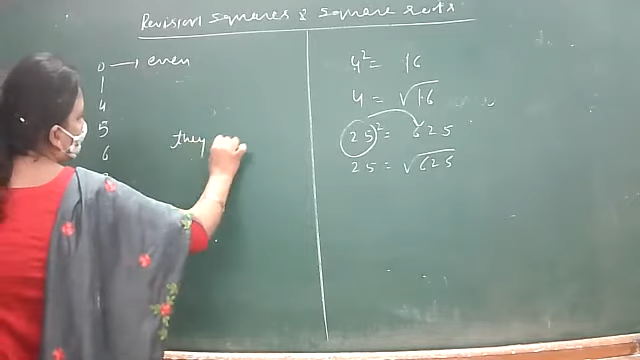 Revision squares & square roots.
0 → even
1
4
5
6
they
4² = 16
4 = √16
25² = 625
25 = √625